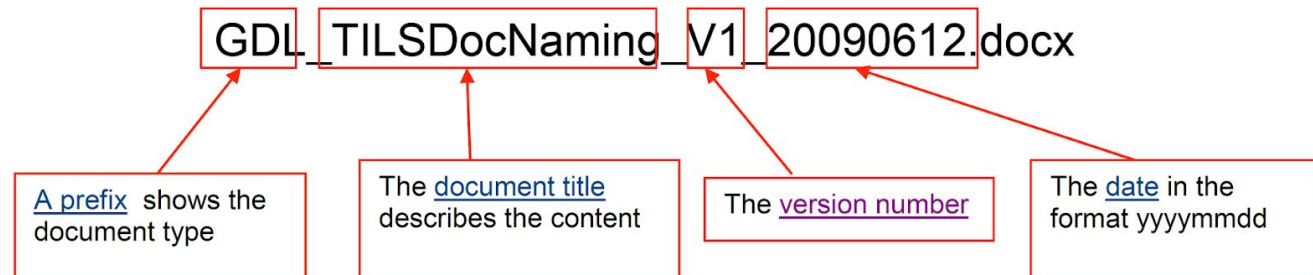 GDL_TILSDocNaming_V1_20090612.docx
A prefix shows the
document type
The document title
describes the content
The version number
The date in the
format yyyymmdd